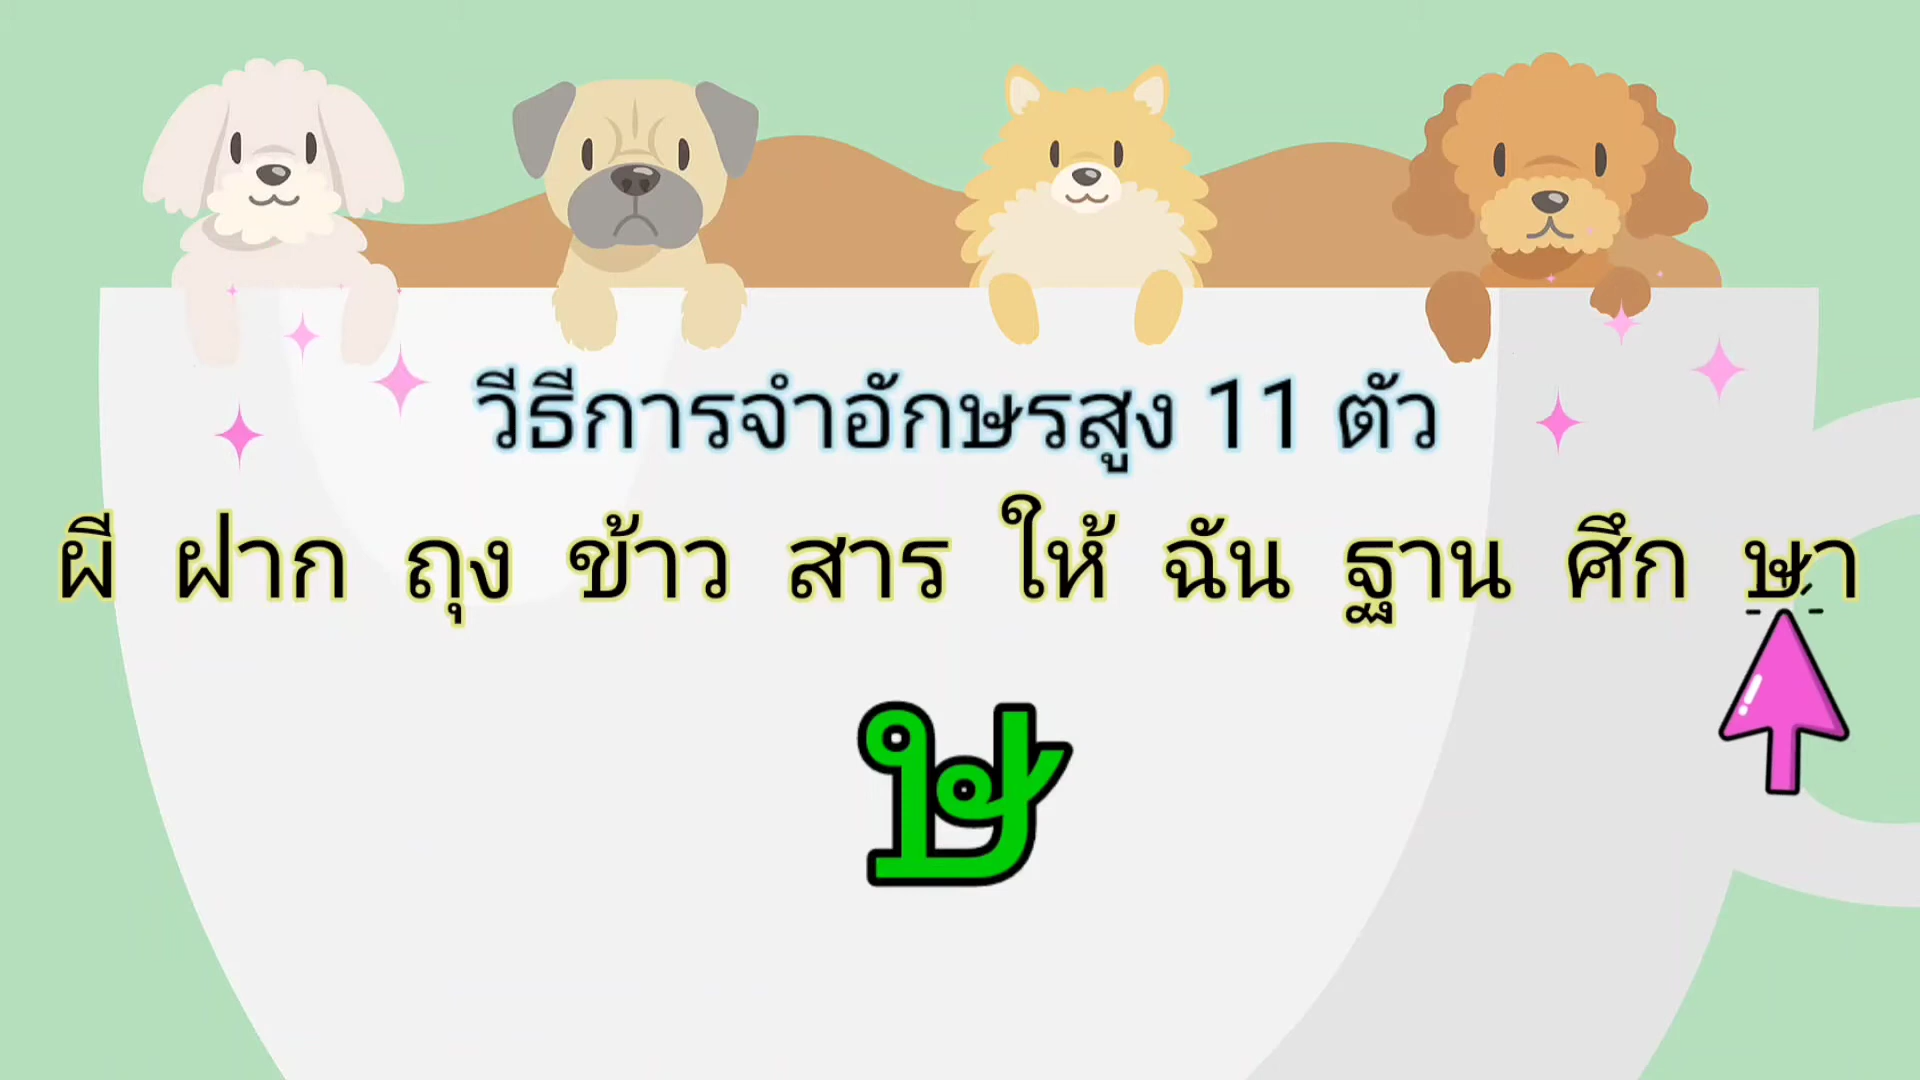 วีธีการจำอักษรสูง 11 ตัว
ผี ฝาก ถุง ข้าว สาร ให้ ฉัน ฐาน ศึก ษา
ษ